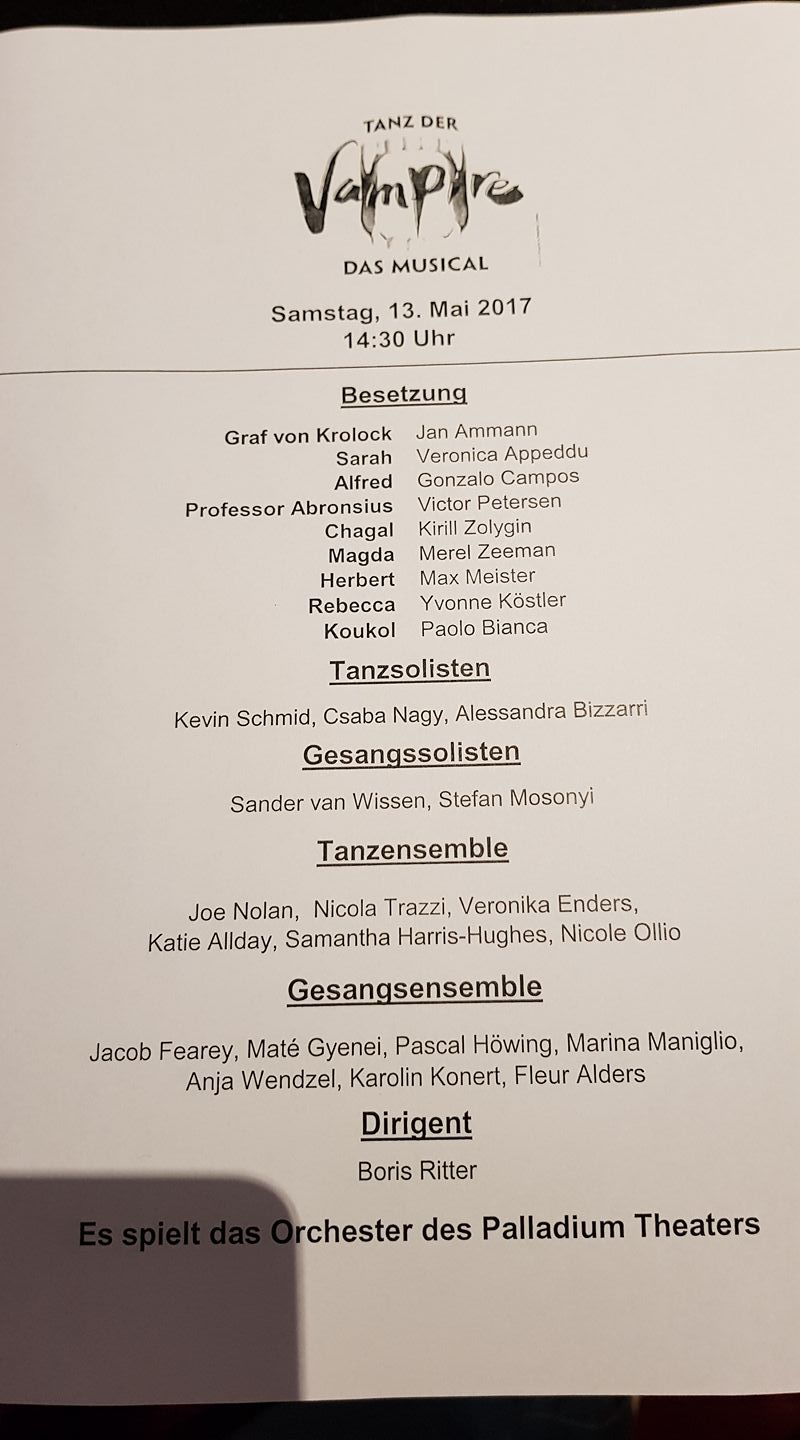 TANZ DER
Vampire
DAS MUSICAL
Samstag, 13. Mai 2017
14:30 Uhr
Besetzung
Graf von Krolock Jan Ammann
Sarah Veronica Appeddu
Alfred Gonzalo Campos
Professor Abronsius Victor Petersen
Chagal Kirill Zolygin
Magda Merel Zeeman
Herbert Max Meister
Rebecca Yvonne Köstler
Koukol Paolo Bianca
Tanzsolisten
Kevin Schmid, Csaba Nagy, Alessandra Bizzarri
Gesangssolisten
Sander van Wissen, Stefan Mosonyi
Tanzensemble
Joe Nolan, Nicola Trazzi, Veronika Enders,
Katie Allday, Samantha Harris-Hughes, Nicole Ollio
Gesangsensemble
Jacob Fearey, Maté Gyenei, Pascal Höwing, Marina Maniglio,
Anja Wendzel, Karolin Konert, Fleur Alders
Dirigent
Boris Ritter
Es spielt das Orchester des Palladium Theaters